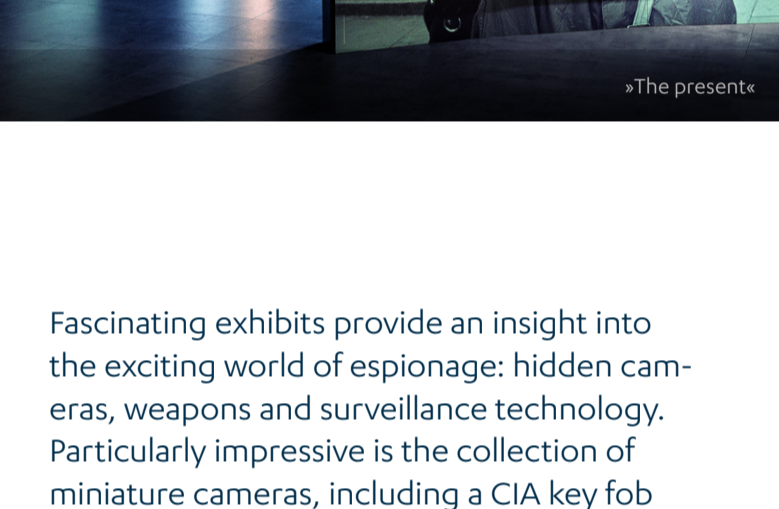 »The present«
Fascinating exhibits provide an insight into
the exciting world of espionage: hidden cam-
eras, weapons and surveillance technology.
Particularly impressive is the collection of
miniature cameras, including a CIA key fob